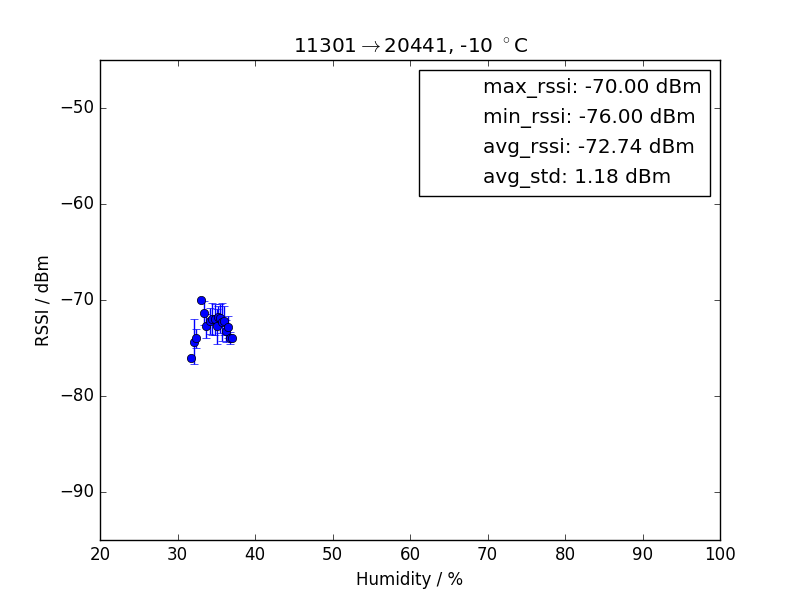 11301→20441, -10 °C
max_rssi: -70.00 dBm
min_rssi: -76.00 dBm
avg_rssi: -72.74 dBm
avg_std: 1.18 dBm
−50
−60
−70
−80
−90
RSSI / dBm
20 30 40 50 60 70 80 90 100
Humidity / %